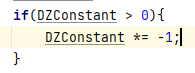 if(DZConstant > 0){
DZConstant *= -1;
}